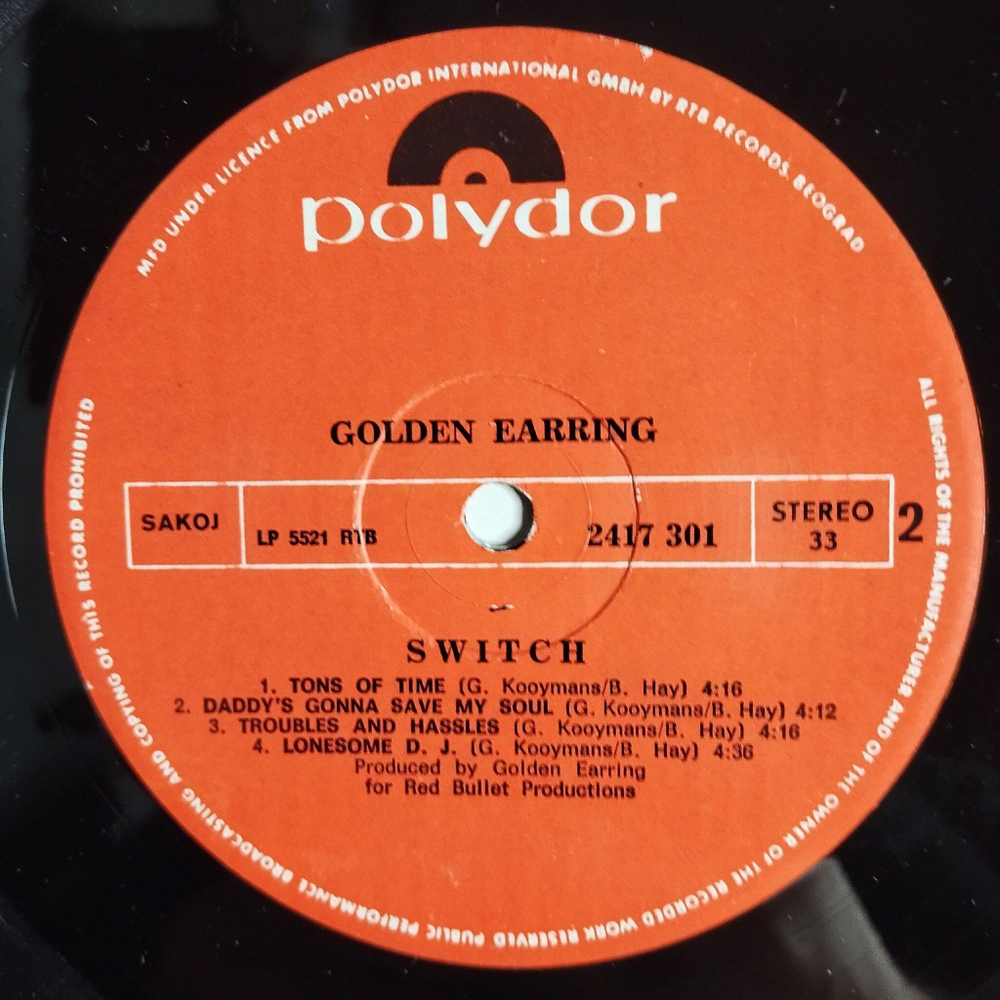 MFD UNDER LICENCE FROM POLYDOR INTERNATIONAL GMBH BY RTB RECORDS, BEOGRAD
polydor
GOLDEN EARRING
SAKOJ
LP 5521 RTB
2417 301
STEREO
33
2
SWITCH
1. TONS OF TIME (G. Kooymans/B. Hay) 4:16
2. DADDY'S GONNA SAVE MY SOUL (G. Kooymans/B. Hay) 4:12
3. TROUBLES AND HASSLES (G. Kooymans/B. Hay) 4:16
4. LONESOME D. J. (G. Kooymans/B. Hay) 4:36
Produced by Golden Earring
for Red Bullet Productions
ALL RIGHTS OF THE MANUFACTURER AND OF THE OWNER OF THE RECORDED WORK RESERVED PUBLIC PERFORMANCE BROADCASTING AND COPYING OF THIS RECORD PROHIBITED